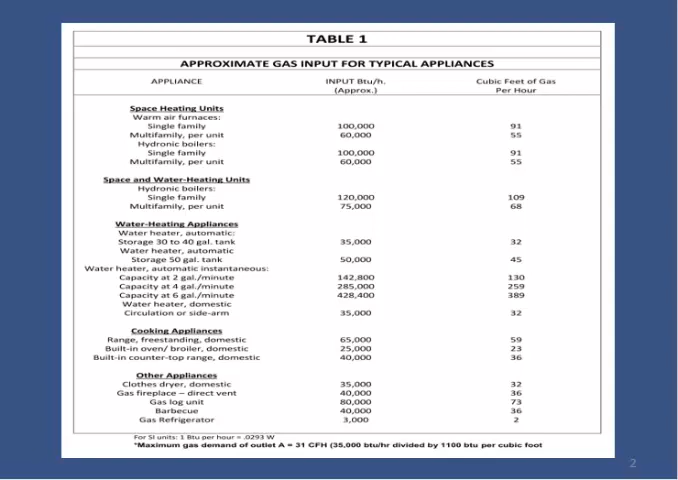 TABLE 1
APPROXIMATE GAS INPUT FOR TYPICAL APPLIANCES
APPLIANCE INPUT Btu/h. Cubic Feet of Gas
(Approx.) Per Hour
Space Heating Units
Warm air furnaces:
Single family 100,000 91
Multifamily, per unit 60,000 55
Hydronic boilers:
Single family 100,000 91
Multifamily, per unit 60,000 55
Space and Water-Heating Units
Hydronic boilers:
Single family 120,000 109
Multifamily, per unit 75,000 68
Water-Heating Appliances
Water heater, automatic:
Storage 30 to 40 gal. tank 35,000 32
Water heater, automatic
Storage 50 gal. tank 50,000 45
Water heater, automatic instantaneous:
Capacity at 2 gal./minute 142,800 130
Capacity at 4 gal./minute 285,000 259
Capacity at 6 gal./minute 428,400 389
Water heater, domestic
Circulation or side-arm 35,000 32
Cooking Appliances
Range, freestanding, domestic 65,000 59
Built-in oven/ broiler, domestic 25,000 23
Built-in counter-top range, domestic 40,000 36
Other Appliances
Clothes dryer, domestic 35,000 32
Gas fireplace – direct vent 40,000 36
Gas log unit 80,000 73
Barbecue 40,000 36
Gas Refrigerator 3,000 2
For SI units: 1 Btu per hour = .0293 W
*Maximum gas demand of outlet A = 31 CFH (35,000 btu/hr divided by 1100 btu per cubic foot
2